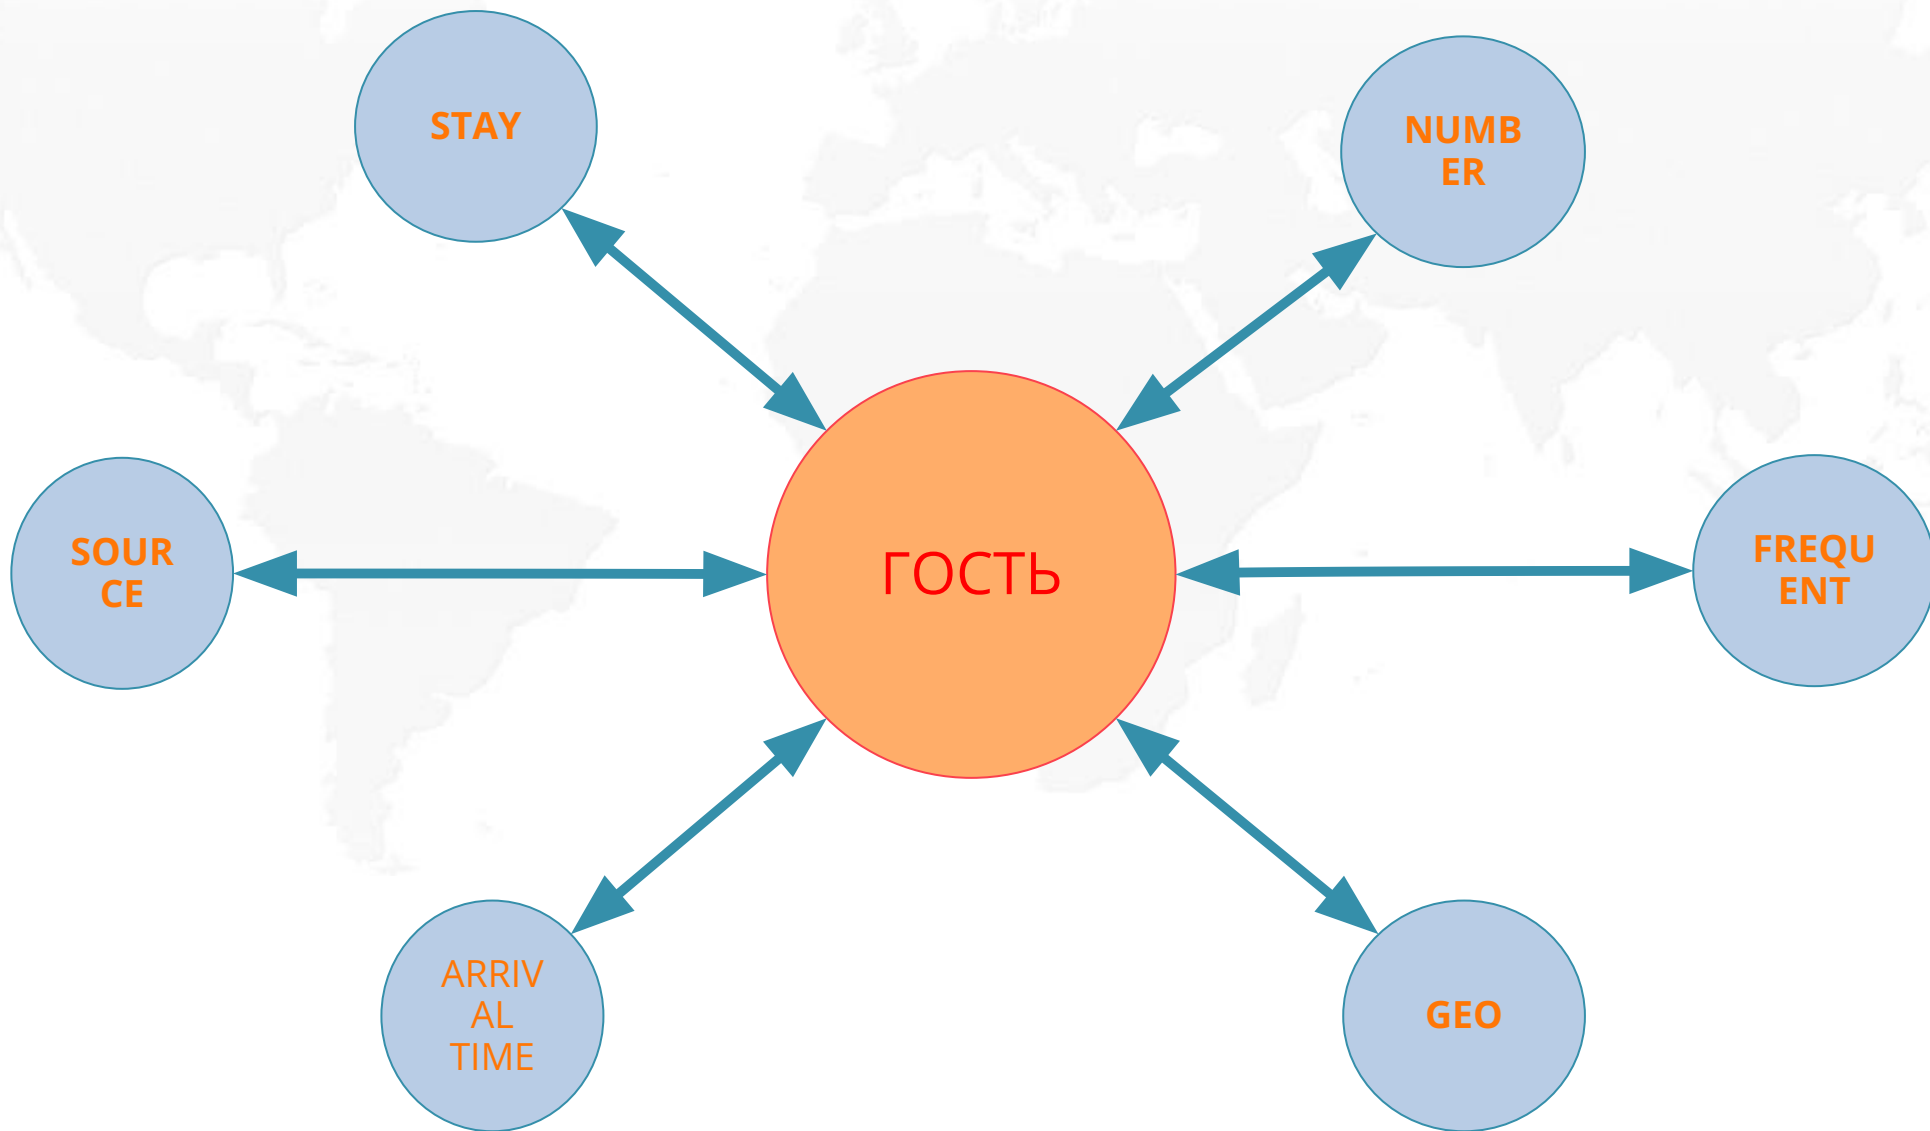 STAY
NUMB
ER
SOUR
CE
ГОСТЬ
FREQU
ENT
ARRIV
AL
TIME
GEO